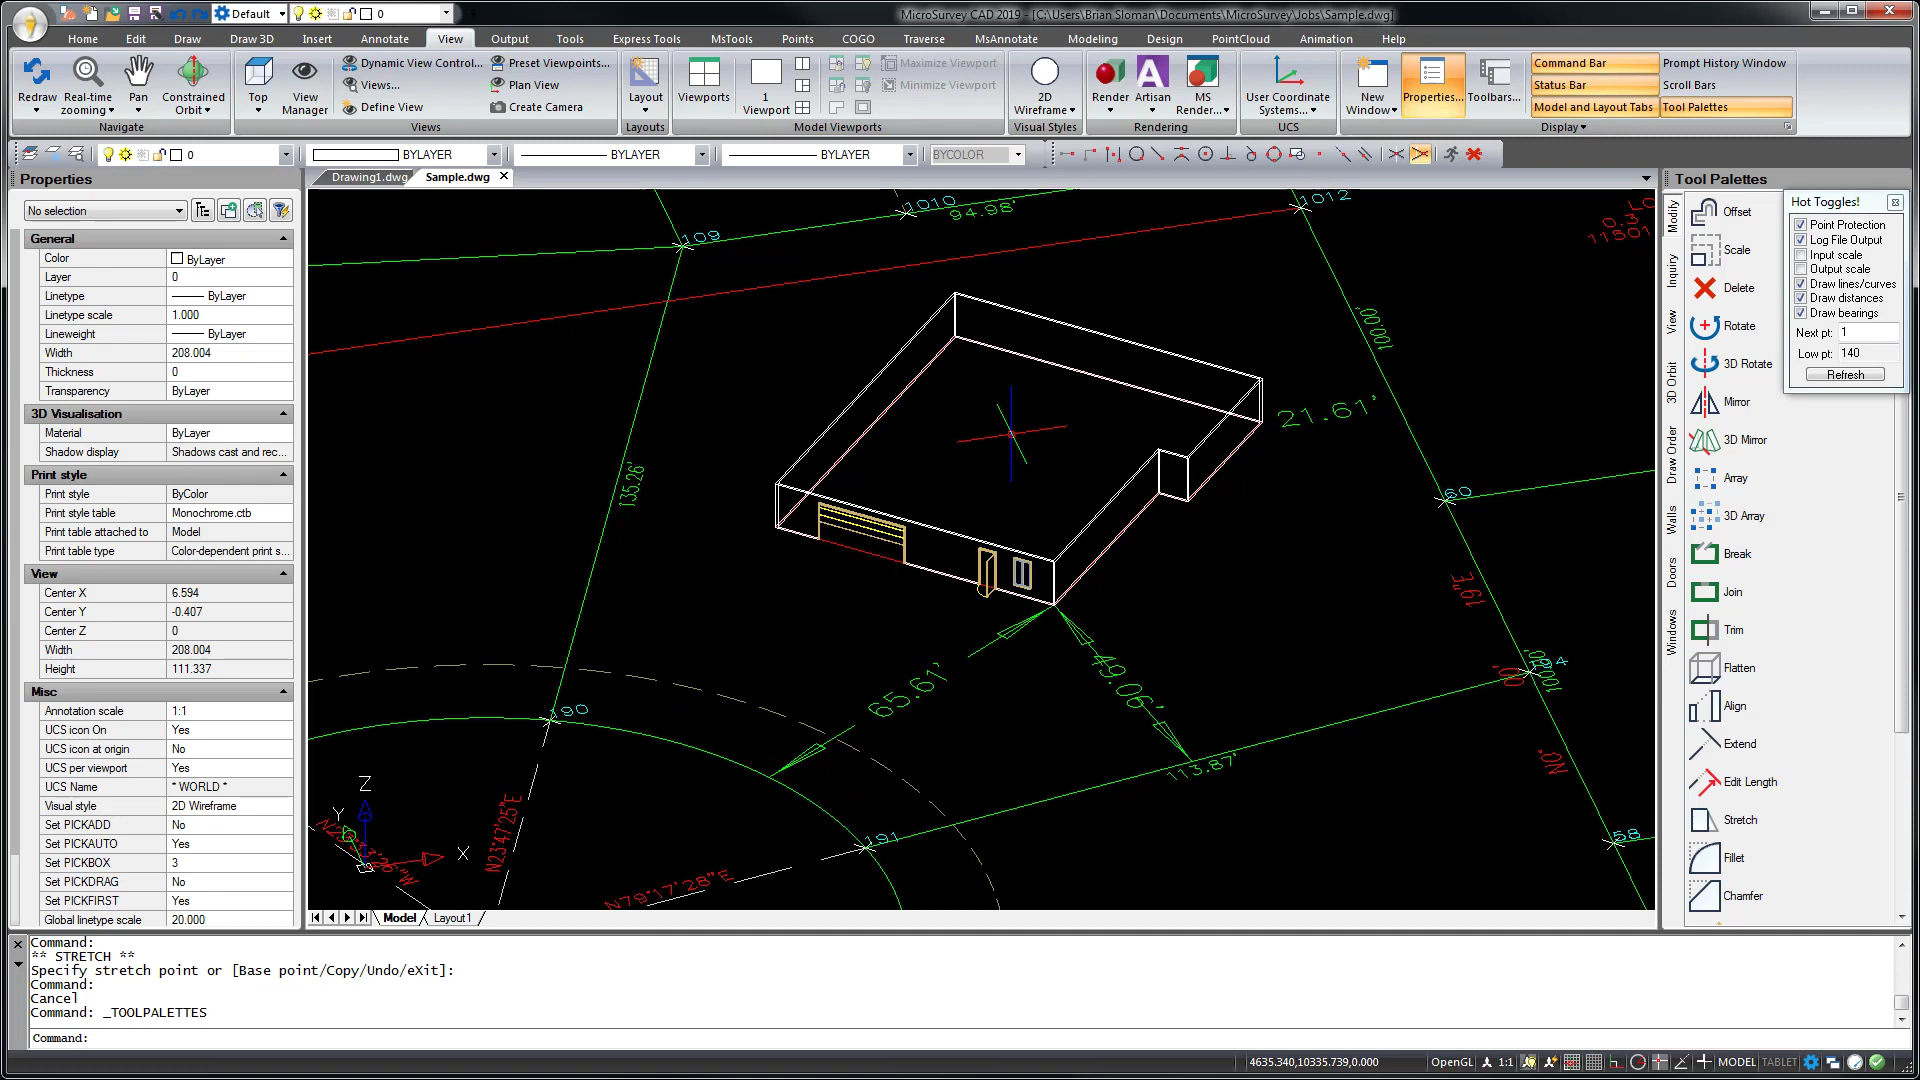 Default
0
MicroSurvey CAD 2019 - [C:\Users\Brian Sloman\Documents\MicroSurvey\Jobs\Sample.dwg]
Home Edit Draw Draw 3D Insert Annotate View Output Tools Express Tools MsTools Points COGO Traverse MsAnnotate Modeling Design PointCloud Animation Help
Redraw
Real-time zooming
Pan
Constrained Orbit
Navigate
Top
View Manager
Dynamic View Control...
Views...
Define View
Preset Viewpoints...
Plan View
Create Camera
Views
Layout
Layouts
Viewports
1 Viewport
Maximize Viewport
Minimize Viewport
Model Viewports
2D Wireframe
Visual Styles
Render
Artisan
MS Render...
Rendering
User Coordinate Systems...
UCS
New Window
Properties...
Toolbars...
Command Bar
Status Bar
Model and Layout Tabs
Prompt History Window
Scroll Bars
Tool Palettes
Display
0
BYLAYER
BYLAYER
BYLAYER
BYCOLOR
Properties
Drawing1.dwg
Sample.dwg
No selection
General
Color ByLayer
Layer 0
Linetype ByLayer
Linetype scale 1.000
Lineweight ByLayer
Width 208.004
Thickness 0
Transparency ByLayer
3D Visualisation
Material ByLayer
Shadow display Shadows cast and rec...
Print style
Print style ByColor
Print style table Monochrome.ctb
Print table attached to Model
Print table type Color-dependent print s...
View
Center X 6.594
Center Y -0.407
Center Z 0
Width 208.004
Height 111.337
Misc
Annotation scale 1:1
UCS icon On Yes
UCS icon at origin No
UCS per viewport Yes
UCS Name * WORLD *
Visual style 2D Wireframe
Set PICKADD No
Set PICKAUTO Yes
Set PICKBOX 3
Set PICKDRAG No
Set PICKFIRST Yes
Global linetype scale 20.000
1010
94.98'
1012
109
100.00'
0.3
11501
21.61'
135.26'
60
65.61'
49.06'
190
113.87'
191
58
N23°47'25"E
N79°17'28"E
Z
Y
X
Model
Layout1
Tool Palettes
Modify
Inquiry
View
3D Orbit
Draw Order
Walls
Doors
Windows
Offset
Scale
Delete
Rotate
3D Rotate
Mirror
3D Mirror
Array
3D Array
Break
Join
Trim
Flatten
Align
Extend
Edit Length
Stretch
Fillet
Chamfer
Hot Toggles!
Point Protection
Log File Output
Input scale
Output scale
Draw lines/curves
Draw distances
Draw bearings
Next pt: 1
Low pt: 140
Refresh
Command:
** STRETCH **
Specify stretch point or [Base point/Copy/Undo/eXit]:
Command:
Cancel
Command: _TOOLPALETTES
Command:
4635.340,10335.739,0.000
OpenGL
1:1
MODEL
TABLET